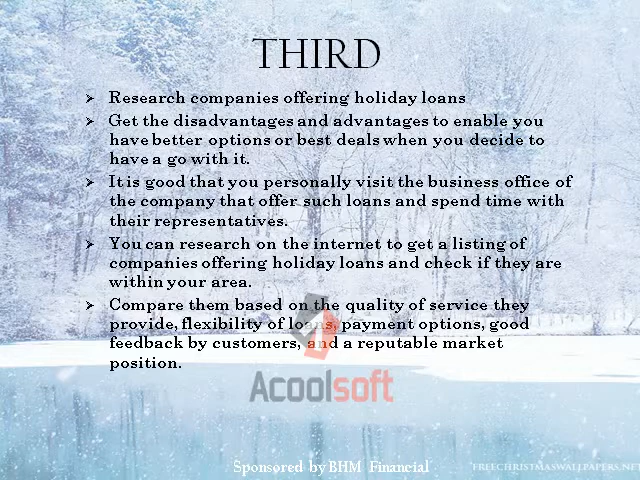 THIRD
➢ Research companies offering holiday loans
➢ Get the disadvantages and advantages to enable you
have better options or best deals when you decide to
have a go with it.
➢ It is good that you personally visit the business office of
the company that offer such loans and spend time with
their representatives.
➢ You can research on the internet to get a listing of
companies offering holiday loans and check if they are
within your area.
➢ Compare them based on the quality of service they
provide, flexibility of loans, payment options, good
feedback by customers, and a reputable market
position.
Acoolsoft
Sponsored by BHM Financial
FREECHRISTMASWALLPAPERS.NET